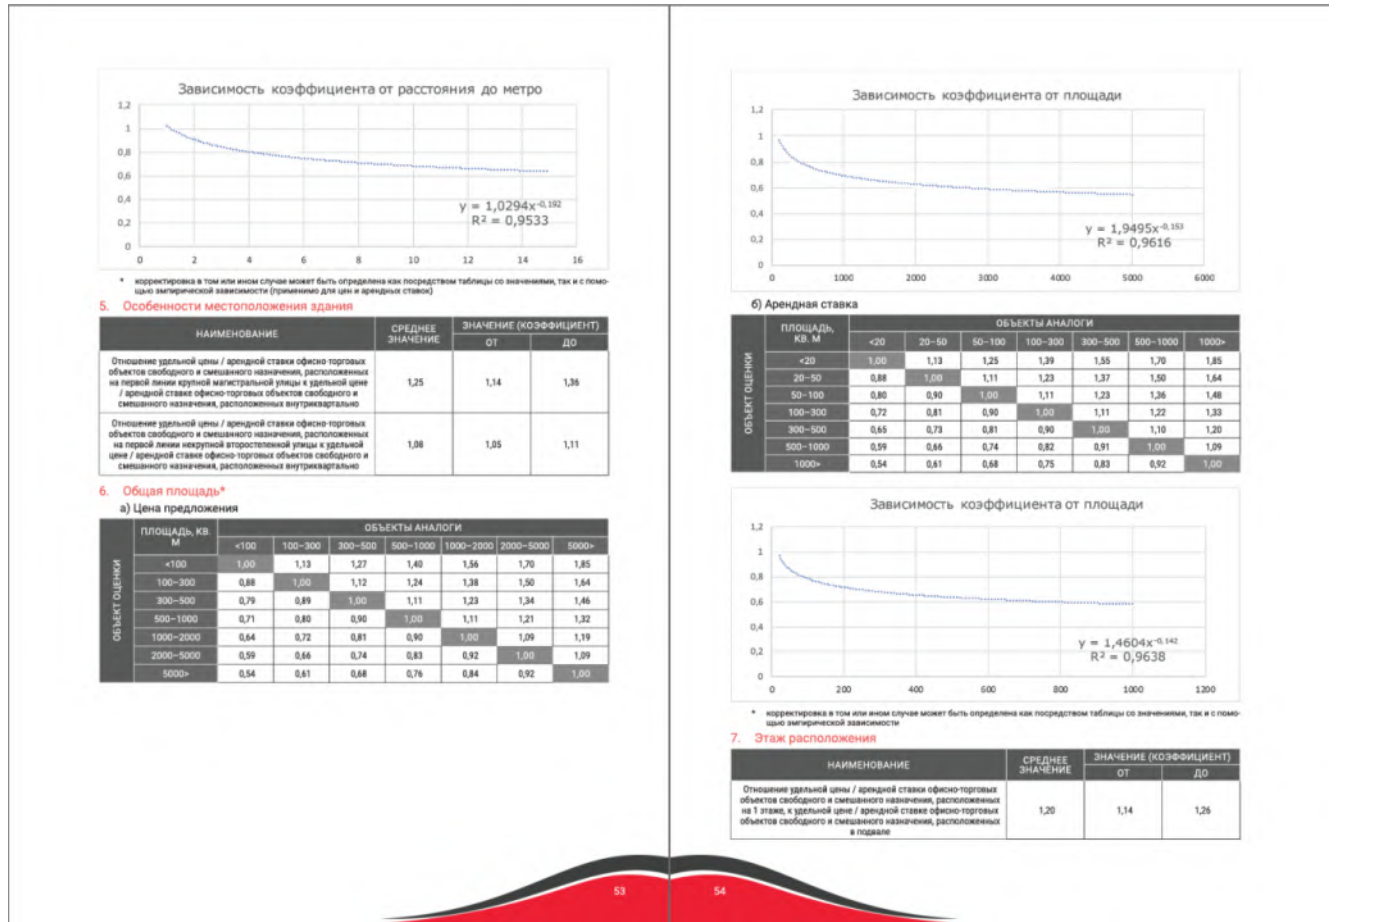 Зависимость коэффициента от расстояния до метро
1,2
1
0,8
0,6
0,4
0,2
0
0 2 4 6 8 10 12 14 16
y = 1,0294x^-0,192
R² = 0,9533
* корректировка в том или ином случае может быть определена как посредством таблицы со значениями, так и с помо-
щью эмпирической зависимости (применимо для цен и арендных ставок)
5. Особенности местоположения здания
НАИМЕНОВАНИЕ СРЕДНЕЕ ЗНАЧЕНИЕ ЗНАЧЕНИЕ (КОЭФФИЦИЕНТ)
ОТ ДО
Отношение удельной цены / арендной ставки офисно-торговых
объектов свободного и смешанного назначения, расположенных
на первой линии крупной магистральной улицы к удельной цене
/ арендной ставке офисно-торговых объектов свободного и
смешанного назначения, расположенных внутриквартально
1,25 1,14 1,36
Отношение удельной цены / арендной ставки офисно-торговых
объектов свободного и смешанного назначения, расположенных
на первой линии некрупной второстепенной улицы к удельной
цене / арендной ставке офисно-торговых объектов свободного и
смешанного назначения, расположенных внутриквартально
1,08 1,05 1,11
6. Общая площадь*
а) Цена предложения
ОБЪЕКТ ОЦЕНКИ
ПЛОЩАДЬ, КВ. М ОБЪЕКТЫ АНАЛОГИ
<100 100–300 300–500 500–1000 1000–2000 2000–5000 5000>
<100 1,00 1,13 1,27 1,40 1,56 1,70 1,85
100–300 0,88 1,00 1,12 1,24 1,38 1,50 1,64
300–500 0,79 0,89 1,00 1,11 1,23 1,34 1,46
500–1000 0,71 0,80 0,90 1,00 1,11 1,21 1,32
1000–2000 0,64 0,72 0,81 0,90 1,00 1,09 1,19
2000–5000 0,59 0,66 0,74 0,83 0,92 1,00 1,09
5000> 0,54 0,61 0,68 0,76 0,84 0,92 1,00
53
Зависимость коэффициента от площади
1,2
1
0,8
0,6
0,4
0,2
0
0 1000 2000 3000 4000 5000 6000
y = 1,9495x^-0,153
R² = 0,9616
б) Арендная ставка
ОБЪЕКТ ОЦЕНКИ
ПЛОЩАДЬ, КВ. М ОБЪЕКТЫ АНАЛОГИ
<20 20–50 50–100 100–300 300–500 500–1000 1000>
<20 1,00 1,13 1,25 1,39 1,55 1,70 1,85
20–50 0,88 1,00 1,11 1,23 1,37 1,50 1,64
50–100 0,80 0,90 1,00 1,11 1,23 1,36 1,48
100–300 0,72 0,81 0,90 1,00 1,11 1,22 1,33
300–500 0,65 0,73 0,81 0,90 1,00 1,10 1,20
500–1000 0,59 0,66 0,74 0,82 0,91 1,00 1,09
1000> 0,54 0,61 0,68 0,75 0,83 0,92 1,00
Зависимость коэффициента от площади
1,2
1
0,8
0,6
0,4
0,2
0
0 200 400 600 800 1000 1200
y = 1,4604x^-0,142
R² = 0,9638
* корректировка в том или ином случае может быть определена как посредством таблицы со значениями, так и с помо-
щью эмпирической зависимости
7. Этаж расположения
НАИМЕНОВАНИЕ СРЕДНЕЕ ЗНАЧЕНИЕ ЗНАЧЕНИЕ (КОЭФФИЦИЕНТ)
ОТ ДО
Отношение удельной цены / арендной ставки офисно-торговых
объектов свободного и смешанного назначения, расположенных
на 1 этаже, к удельной цене / арендной ставке офисно-торговых
объектов свободного и смешанного назначения, расположенных
в подвале
1,20 1,14 1,26
54